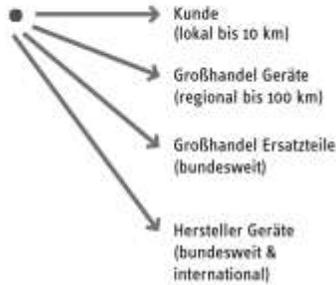 Kunde
(lokal bis 10 km)
Großhandel Geräte
(regional bis 100 km)
Großhandel Ersatzteile
(bundesweit)
Hersteller Geräte
(bundesweit &
international)